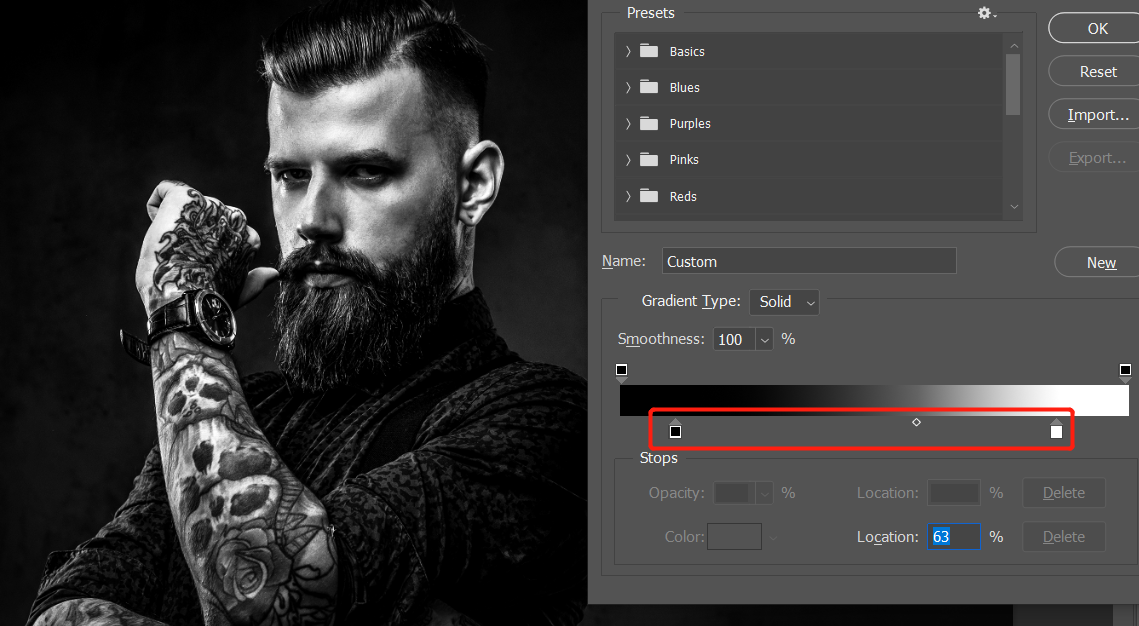 Presets
OK
Basics
Reset
Blues
Import...
Purples
Export...
Pinks
Reds
Name: Custom
New
Gradient Type: Solid
Smoothness: 100 %
Stops
Opacity: % Location: % Delete
Color: Location: 63 % Delete